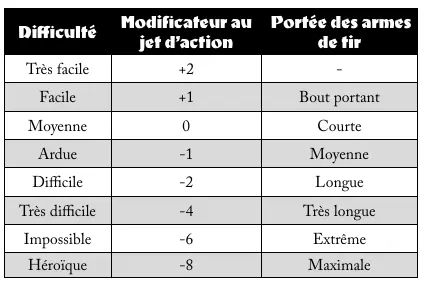 Difficulté Modificateur au jet d'action Portée des armes de tir
Très facile +2 -
Facile +1 Bout portant
Moyenne 0 Courte
Ardue -1 Moyenne
Difficile -2 Longue
Très difficile -4 Très longue
Impossible -6 Extrême
Héroïque -8 Maximale